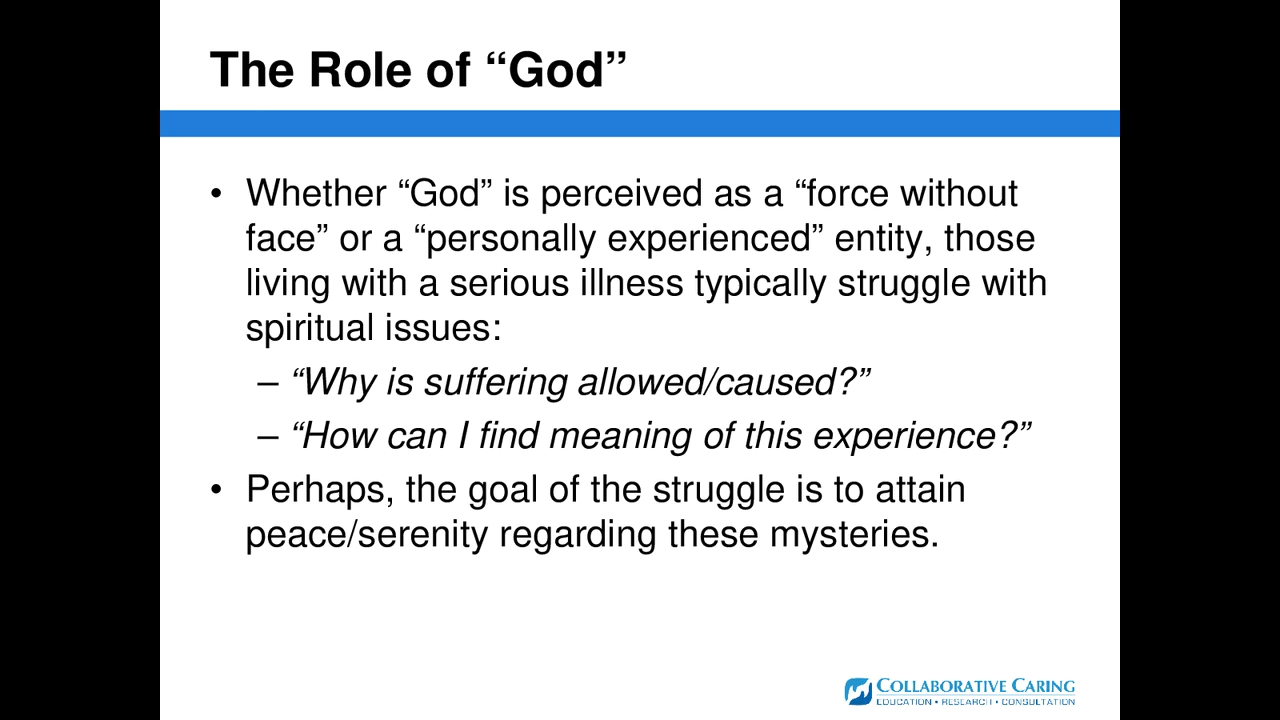 The Role of “God”
• Whether “God” is perceived as a “force without
face” or a “personally experienced” entity, those
living with a serious illness typically struggle with
spiritual issues:
– “Why is suffering allowed/caused?”
– “How can I find meaning of this experience?”
• Perhaps, the goal of the struggle is to attain
peace/serenity regarding these mysteries.
COLLABORATIVE CARING
EDUCATION • RESEARCH • CONSULTATION